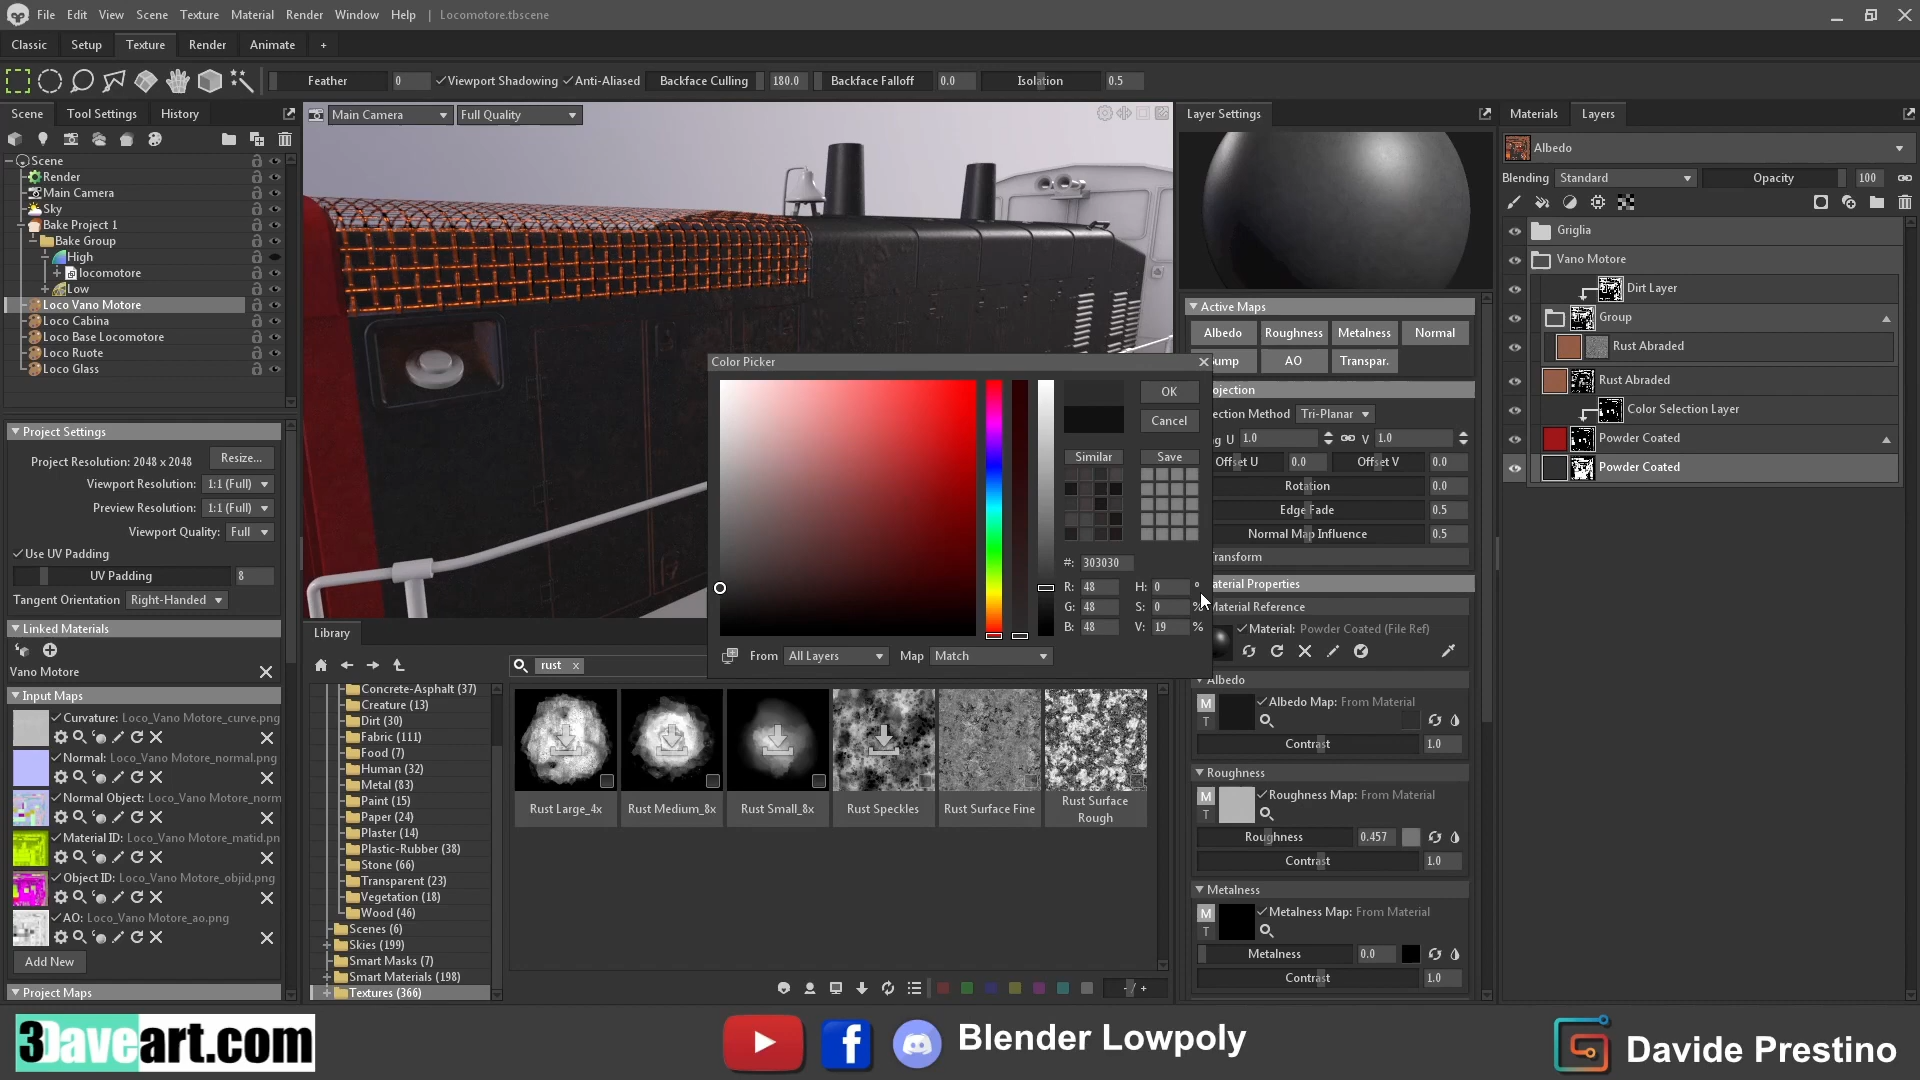 File Edit View Scene Texture Material Render Window Help | Locomotore.tbscene
Classic Setup Texture Render Animate +
Feather 0 Viewport Shadowing Anti-Aliased Backface Culling 180.0 Backface Falloff 0.0 Isolation 0.5
Scene Tool Settings History
Main Camera Full Quality
Scene
Render
Main Camera
Sky
Bake Project 1
Bake Group
High
locomotore
Low
Loco Vano Motore
Loco Cabina
Loco Base Locomotore
Loco Ruote
Loco Glass
Project Settings
Project Resolution: 2048 x 2048 Resize...
Viewport Resolution: 1:1 (Full)
Preview Resolution: 1:1 (Full)
Viewport Quality: Full
Use UV Padding
UV Padding 8
Tangent Orientation Right-Handed
Linked Materials
Vano Motore
Input Maps
Curvature: Loco_Vano Motore_curve.png
Normal: Loco_Vano Motore_normal.png
Normal Object: Loco_Vano Motore_norm
Material ID: Loco_Vano Motore_matid.png
Object ID: Loco_Vano Motore_objid.png
AO: Loco_Vano Motore_ao.png
Add New
Project Maps
Color Picker
OK
Cancel
Similar Save
#: 303030
R: 48 H: 0 °
G: 48 S: 0 %
B: 48 V: 19 %
From All Layers Map Match
Library
rust x
Concrete-Asphalt (37)
Creature (13)
Dirt (30)
Fabric (111)
Food (7)
Human (32)
Metal (83)
Paint (15)
Paper (24)
Plaster (14)
Plastic-Rubber (38)
Stone (66)
Transparent (23)
Vegetation (18)
Wood (46)
Scenes (6)
Skies (199)
Smart Masks (7)
Smart Materials (198)
Textures (366)
Rust Large_4x
Rust Medium_8x
Rust Small_8x
Rust Speckles
Rust Surface Fine
Rust Surface
Rough
- / +
Layer Settings
Active Maps
Albedo Roughness Metalness Normal
ump AO Transpar.
ojection
ection Method Tri-Planar
ng U 1.0 V 1.0
Offset U 0.0 Offset V 0.0
Rotation 0.0
Edge Fade 0.5
Normal Map Influence 0.5
Transform
aterial Properties
Material Reference
Material: Powder Coated (File Ref)
Albedo
M
T
Albedo Map: From Material
Contrast 1.0
Roughness
M
T
Roughness Map: From Material
Roughness 0.457
Contrast 1.0
Metalness
M
T
Metalness Map: From Material
Metalness 0.0
Contrast 1.0
Materials Layers
Albedo
Blending Standard Opacity 100
Griglia
Vano Motore
Dirt Layer
Group
Rust Abraded
Rust Abraded
Color Selection Layer
Powder Coated
Powder Coated
3Daveart.com
Blender Lowpoly
Davide Prestino